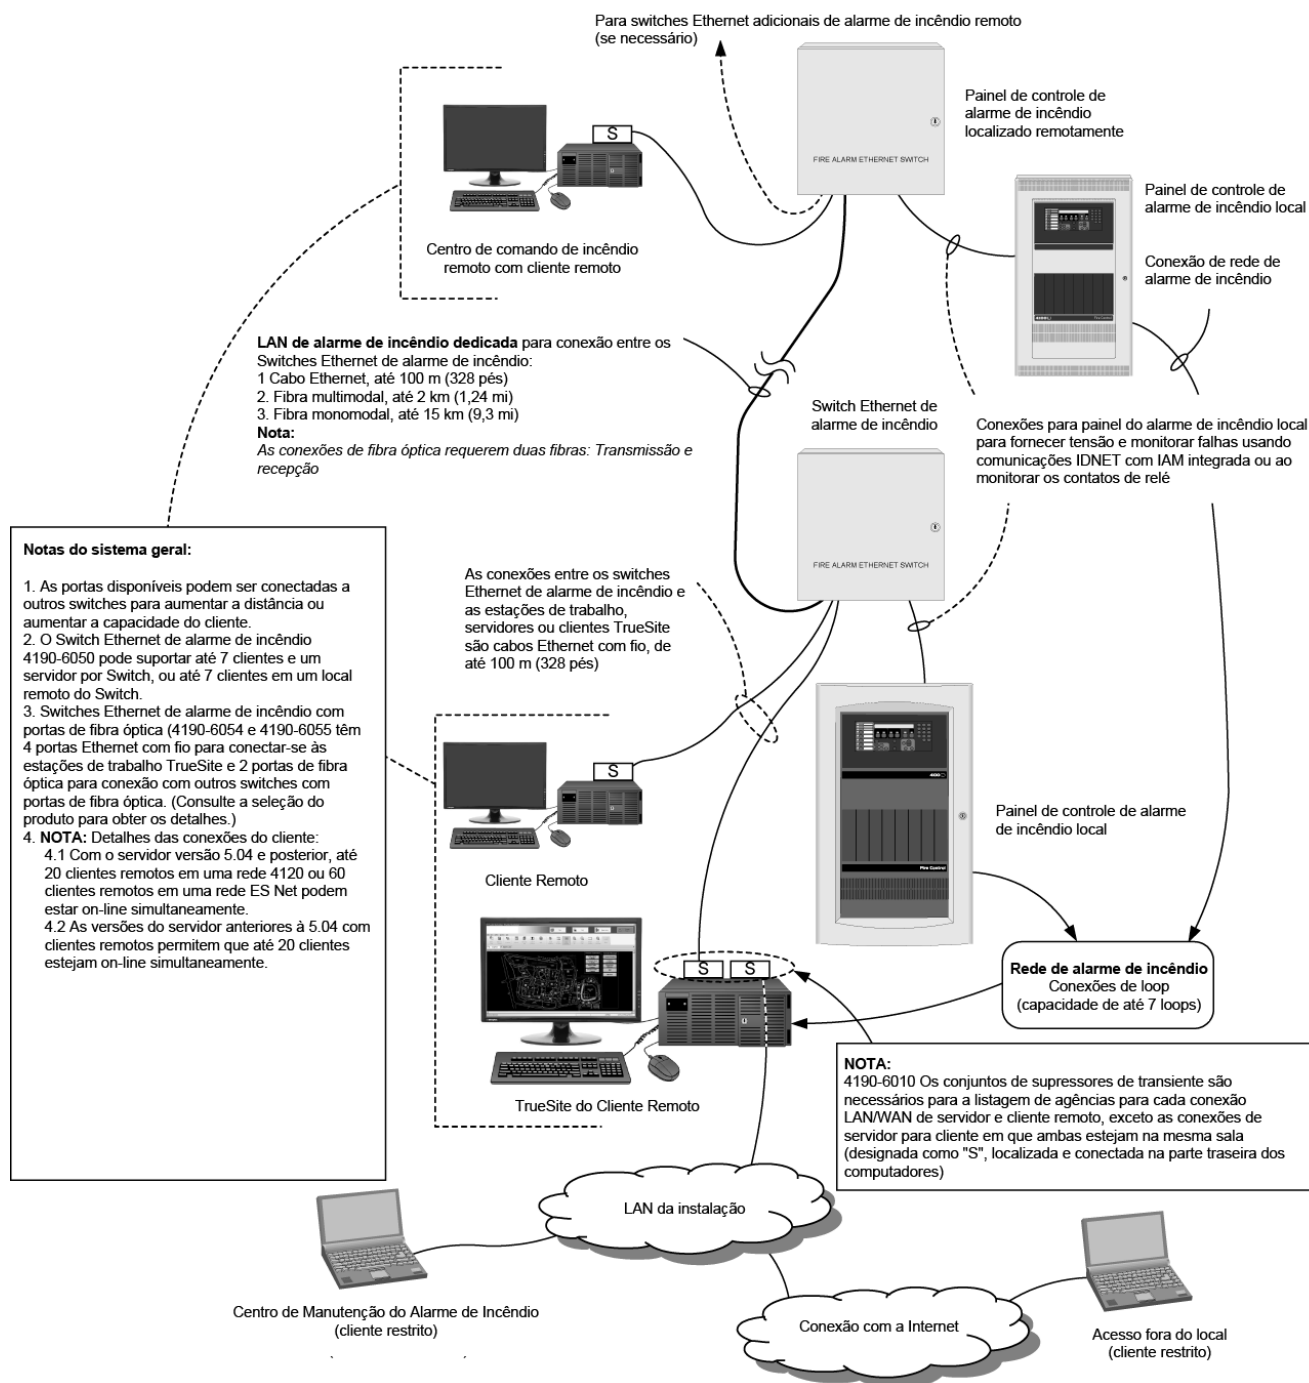 Para switches Ethernet adicionais de alarme de incêndio remoto
(se necessário)
Painel de controle de
alarme de incêndio
localizado remotamente
S
FIRE ALARM ETHERNET SWITCH
Painel de controle de
alarme de incêndio local
Centro de comando de incêndio
remoto com cliente remoto
Conexão de rede de
alarme de incêndio
LAN de alarme de incêndio dedicada para conexão entre os
Switches Ethernet de alarme de incêndio:
1 Cabo Ethernet, até 100 m (328 pés)
2. Fibra multimodal, até 2 km (1,24 mi)
3. Fibra monomodal, até 15 km (9,3 mi)
Nota:
As conexões de fibra óptica requerem duas fibras: Transmissão e
recepção
Switch Ethernet de
alarme de incêndio
Conexões para painel do alarme de incêndio local
para fornecer tensão e monitorar falhas usando
comunicações IDNET com IAM integrada ou ao
monitorar os contatos de relé
FIRE ALARM ETHERNET SWITCH
Notas do sistema geral:
1. As portas disponíveis podem ser conectadas a
outros switches para aumentar a distância ou
aumentar a capacidade do cliente.
2. O Switch Ethernet de alarme de incêndio
4190-6050 pode suportar até 7 clientes e um
servidor por Switch, ou até 7 clientes em um local
remoto do Switch.
3. Switches Ethernet de alarme de incêndio com
portas de fibra óptica (4190-6054 e 4190-6055 têm
4 portas Ethernet com fio para conectar-se às
estações de trabalho TrueSite e 2 portas de fibra
óptica para conexão com outros switches com
portas de fibra óptica. (Consulte a seleção do
produto para obter os detalhes.)
4. NOTA: Detalhes das conexões do cliente:
4.1 Com o servidor versão 5.04 e posterior, até
20 clientes remotos em uma rede 4120 ou 60
clientes remotos em uma rede ES Net podem
estar on-line simultaneamente.
4.2 As versões do servidor anteriores à 5.04 com
clientes remotos permitem que até 20 clientes
estejam on-line simultaneamente.
As conexões entre os switches
Ethernet de alarme de incêndio e
as estações de trabalho,
servidores ou clientes TrueSite
são cabos Ethernet com fio, de
até 100 m (328 pés)
S
Cliente Remoto
Painel de controle de alarme
de incêndio local
Fire Control
S S
TrueSite do Cliente Remoto
Rede de alarme de incêndio
Conexões de loop
(capacidade de até 7 loops)
NOTA:
4190-6010 Os conjuntos de supressores de transiente são
necessários para a listagem de agências para cada conexão
LAN/WAN de servidor e cliente remoto, exceto as conexões de
servidor para cliente em que ambas estejam na mesma sala
(designada como "S", localizada e conectada na parte traseira dos
computadores)
LAN da instalação
Centro de Manutenção do Alarme de Incêndio
(cliente restrito)
Conexão com a Internet
Acesso fora do local
(cliente restrito)